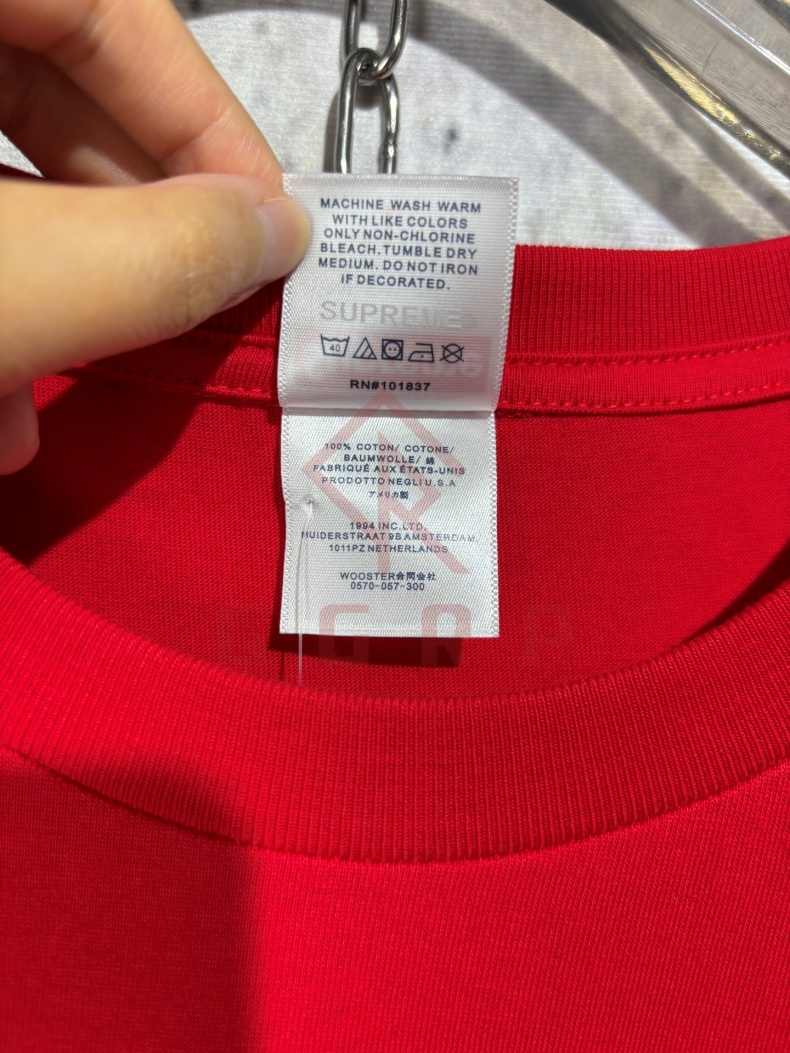 MACHINE WASH WARM
WITH LIKE COLORS
ONLY NON-CHLORINE
BLEACH.TUMBLE DRY
MEDIUM. DO NOT IRON
IF DECORATED.
SUPREME
40
RN#101837
100% COTON/ COTONE/
BAUMWOLLE/ 綿
FABRIQUÉ AUX ÉTATS-UNIS
PRODOTTO NEGLI U.S.A
アメリカ製
1994 INC.LTD.
HUIDERSTRAAT 9B AMSTERDAM,
1011PZ NETHERLANDS
WOOSTER合同会社
0570-057-300